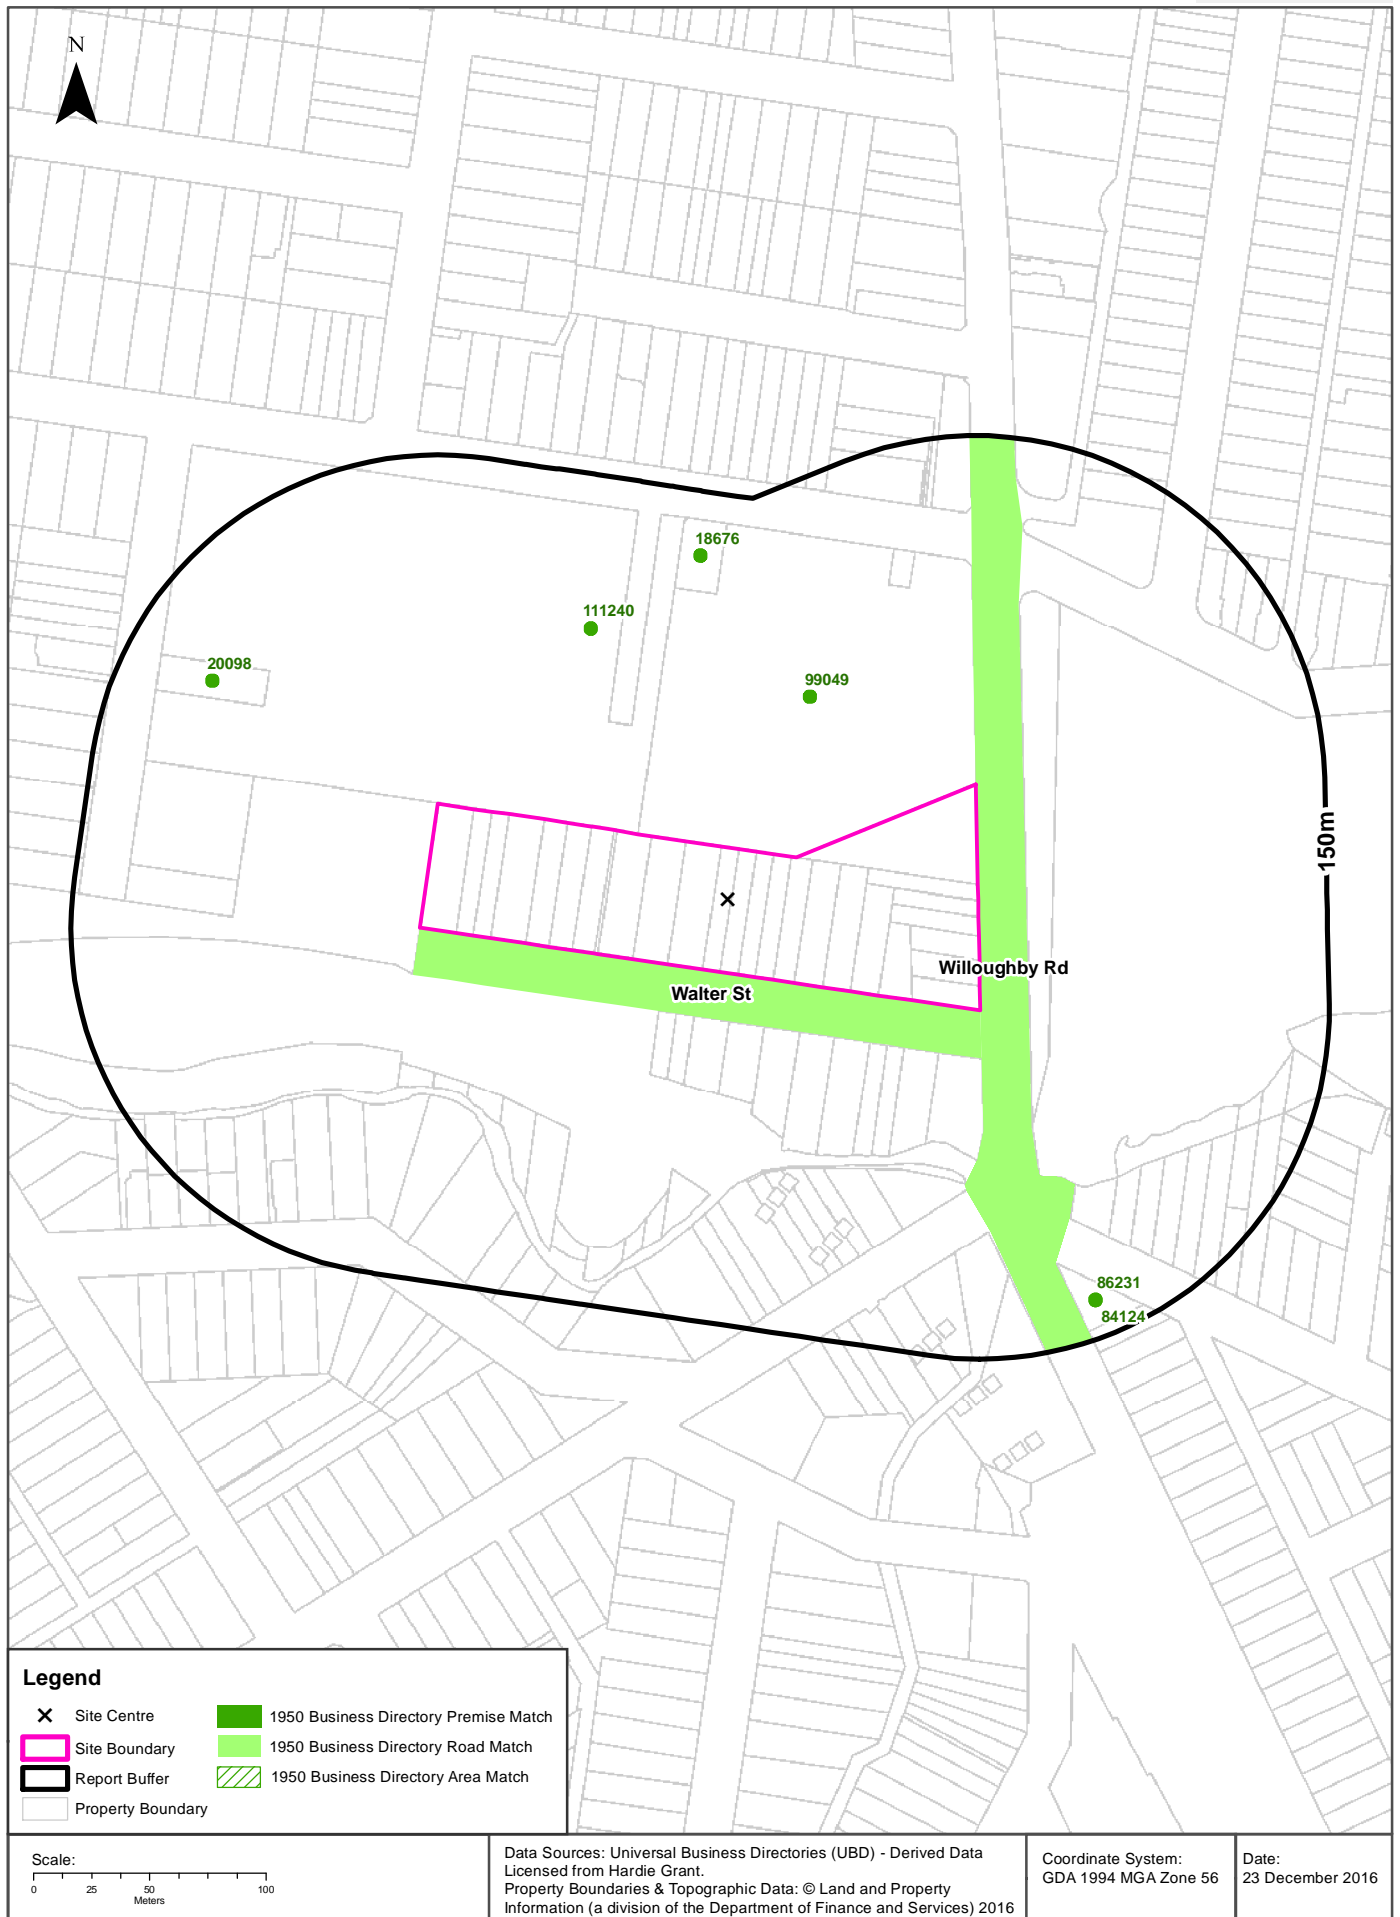 N
18676
111240
20098
99049
150m
Willoughby Rd
Walter St
86231
84124
Legend
Site Centre
Site Boundary
Report Buffer
Property Boundary
1950 Business Directory Premise Match
1950 Business Directory Road Match
1950 Business Directory Area Match
Scale:
0 25 50 100
Meters
Data Sources: Universal Business Directories (UBD) - Derived Data
Licensed from Hardie Grant.
Property Boundaries & Topographic Data: © Land and Property
Information (a division of the Department of Finance and Services) 2016
Coordinate System:
GDA 1994 MGA Zone 56
Date:
23 December 2016